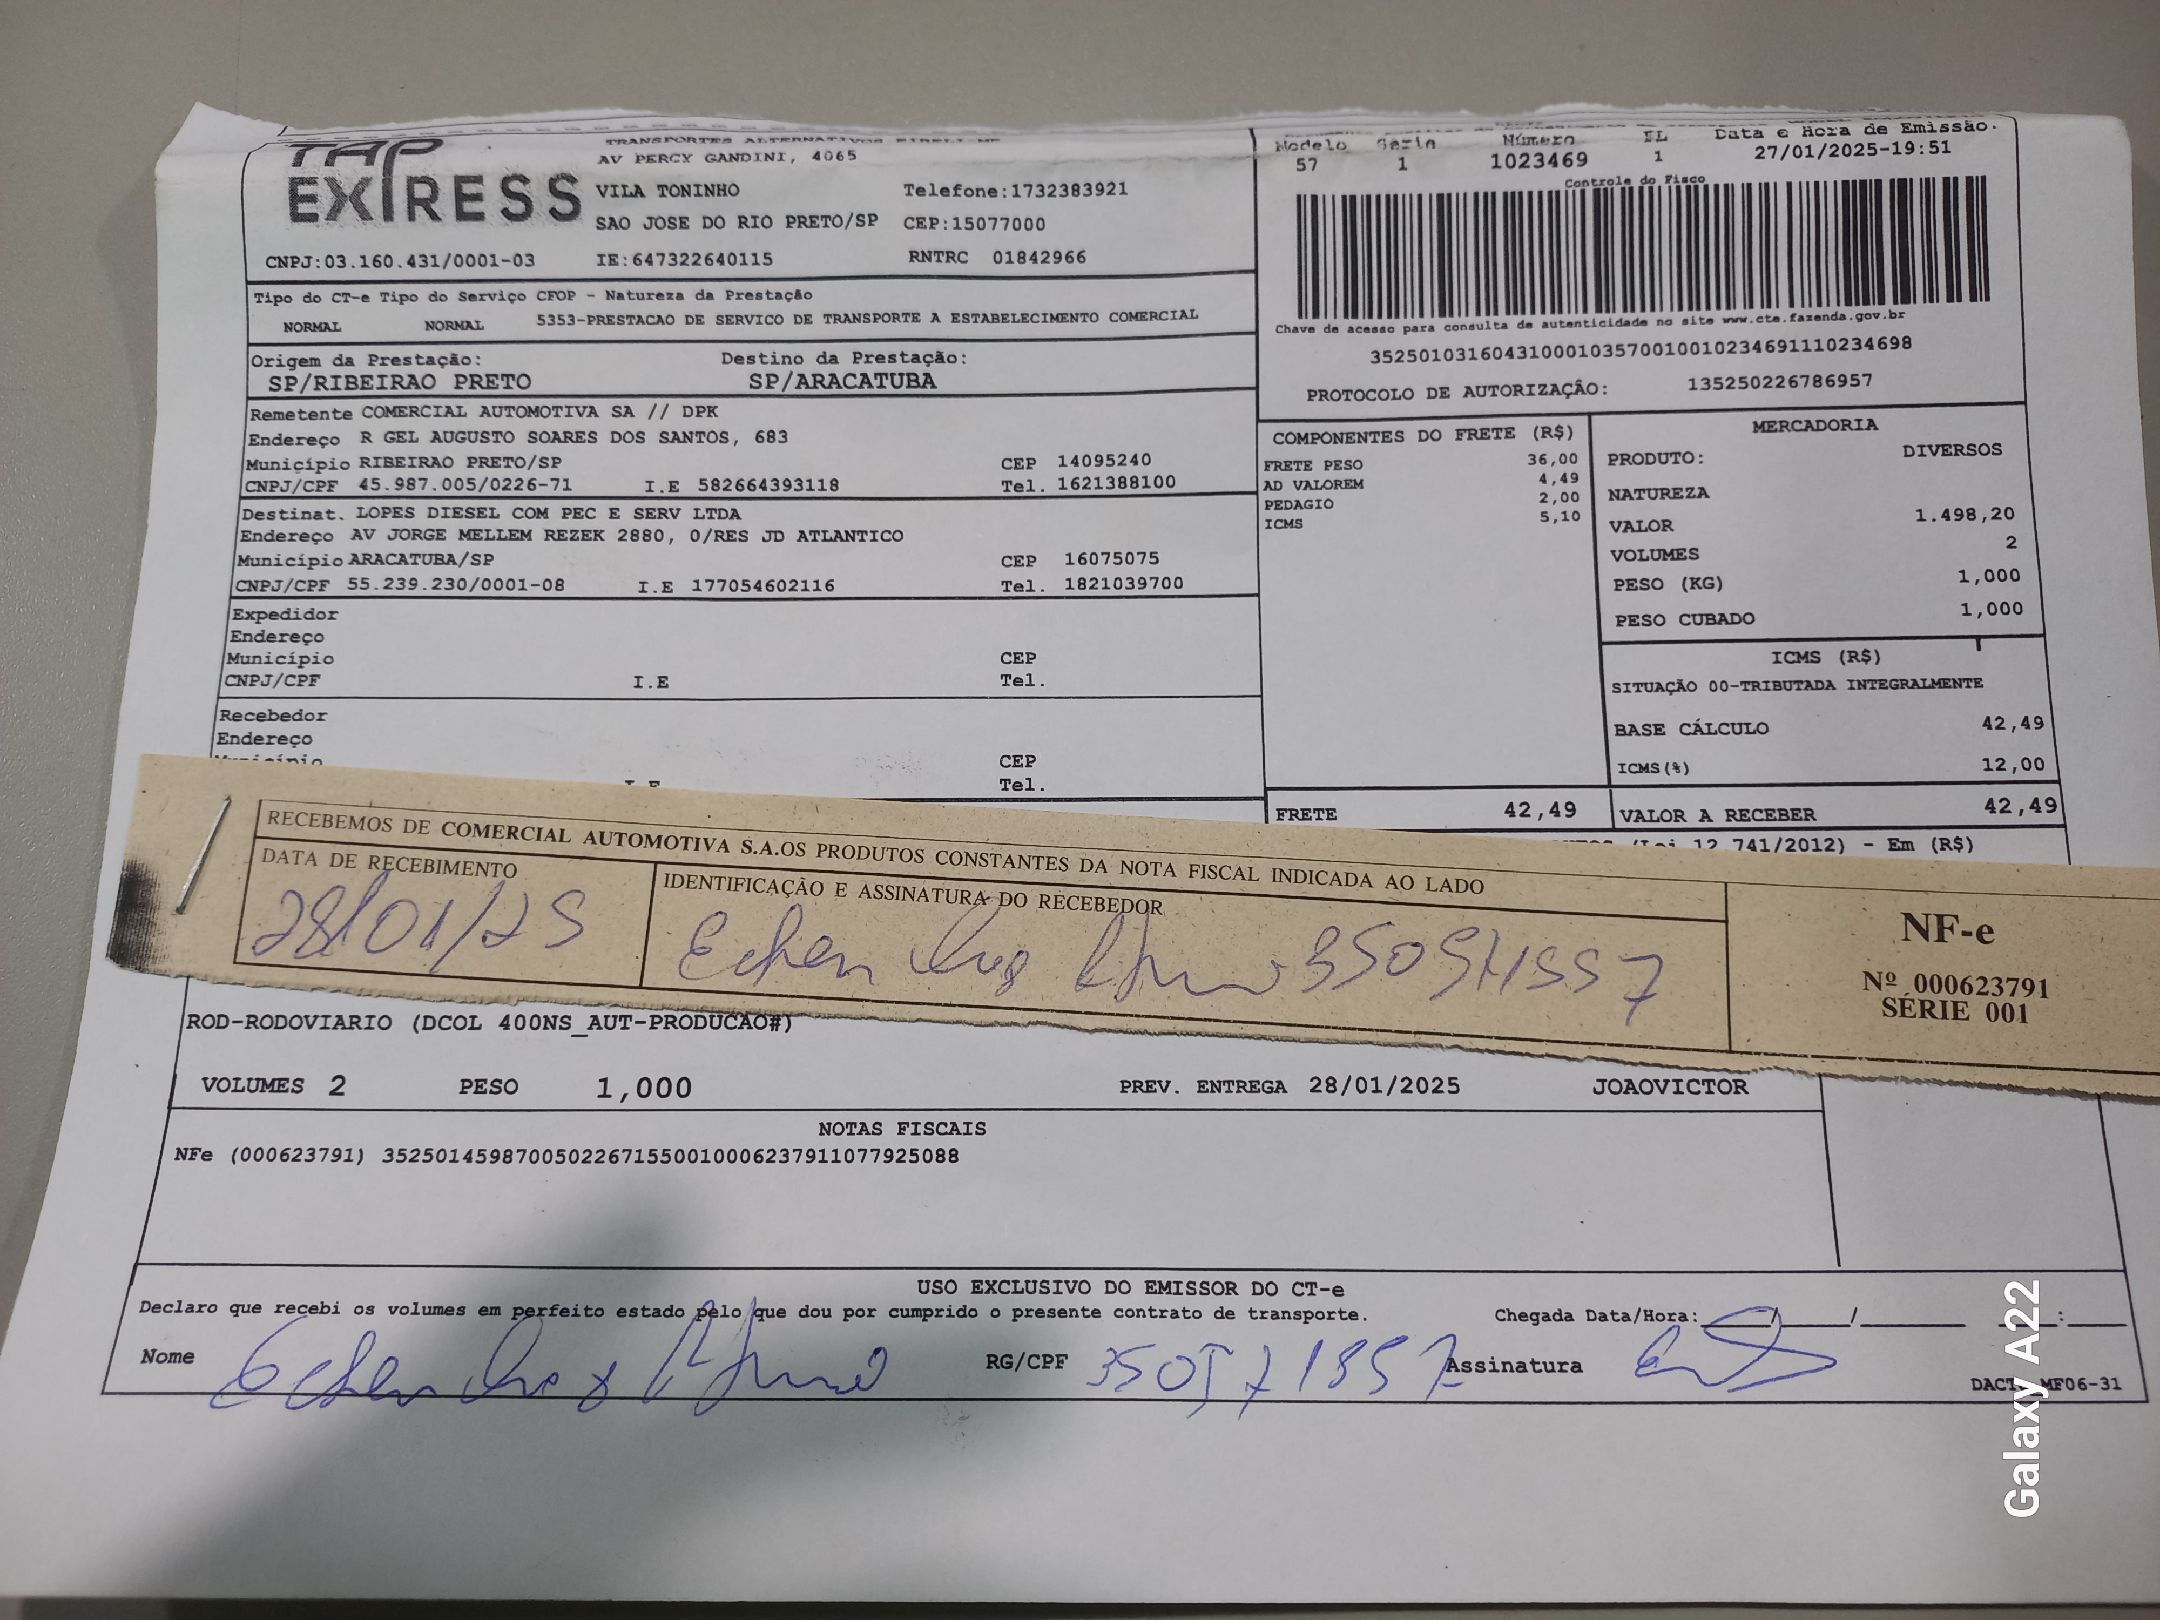 TAP
EXPRESS
TRANSPORTES ALTERNATIVOS EIRELI ME
AV PERCY GANDINI, 4065
VILA TONINHO Telefone:1732383921
SAO JOSE DO RIO PRETO/SP CEP:15077000
CNPJ:03.160.431/0001-03 IE:647322640115 RNTRC 01842966
Modelo Serie Número FL Data e Hora de Emissão.
57 1 1023469 1 27/01/2025-19:51
Controle do Fisco
Chave de acesso para consulta de autenticidade no site www.cte.fazenda.gov.br
35250103160431000103570010010234691110234698
PROTOCOLO DE AUTORIZAÇÃO: 135250226786957
Tipo do CT-e Tipo do Serviço CFOP - Natureza da Prestação
NORMAL NORMAL 5353-PRESTACAO DE SERVICO DE TRANSPORTE A ESTABELECIMENTO COMERCIAL
Origem da Prestação: Destino da Prestação:
SP/RIBEIRAO PRETO SP/ARACATUBA
Remetente COMERCIAL AUTOMOTIVA SA // DPK
Endereço R GEL AUGUSTO SOARES DOS SANTOS, 683
Município RIBEIRAO PRETO/SP CEP 14095240
CNPJ/CPF 45.987.005/0226-71 I.E 582664393118 Tel. 1621388100
Destinat. LOPES DIESEL COM PEC E SERV LTDA
Endereço AV JORGE MELLEM REZEK 2880, 0/RES JD ATLANTICO
Município ARACATUBA/SP CEP 16075075
CNPJ/CPF 55.239.230/0001-08 I.E 177054602116 Tel. 1821039700
Expedidor
Endereço
Município CEP
CNPJ/CPF I.E Tel.
Recebedor
Endereço
Município CEP
I.E Tel.
COMPONENTES DO FRETE (R$)
FRETE PESO 36,00
AD VALOREM 4,49
PEDAGIO 2,00
ICMS 5,10
MERCADORIA
PRODUTO: DIVERSOS
NATUREZA
VALOR 1.498,20
VOLUMES 2
PESO (KG) 1,000
PESO CUBADO 1,000
ICMS (R$)
SITUAÇÃO 00-TRIBUTADA INTEGRALMENTE
BASE CÁLCULO 42,49
ICMS(%) 12,00
FRETE 42,49 VALOR A RECEBER 42,49
(Lei 12.741/2012) - Em (R$)
RECEBEMOS DE COMERCIAL AUTOMOTIVA S.A.OS PRODUTOS CONSTANTES DA NOTA FISCAL INDICADA AO LADO
DATA DE RECEBIMENTO IDENTIFICAÇÃO E ASSINATURA DO RECEBEDOR
28/01/25
NF-e
Nº 000623791
SÉRIE 001
ROD-RODOVIARIO (DCOL 400NS_AUT-PRODUCAO#)
VOLUMES 2 PESO 1,000 PREV. ENTREGA 28/01/2025 JOAOVICTOR
NOTAS FISCAIS
NFe (000623791) 35250145987005022671550010006237911077925088
USO EXCLUSIVO DO EMISSOR DO CT-e
Declaro que recebi os volumes em perfeito estado pelo que dou por cumprido o presente contrato de transporte. Chegada Data/Hora:____/____/______ ___:___
Nome RG/CPF Assinatura
DACT MF06-31
Galaxy A22